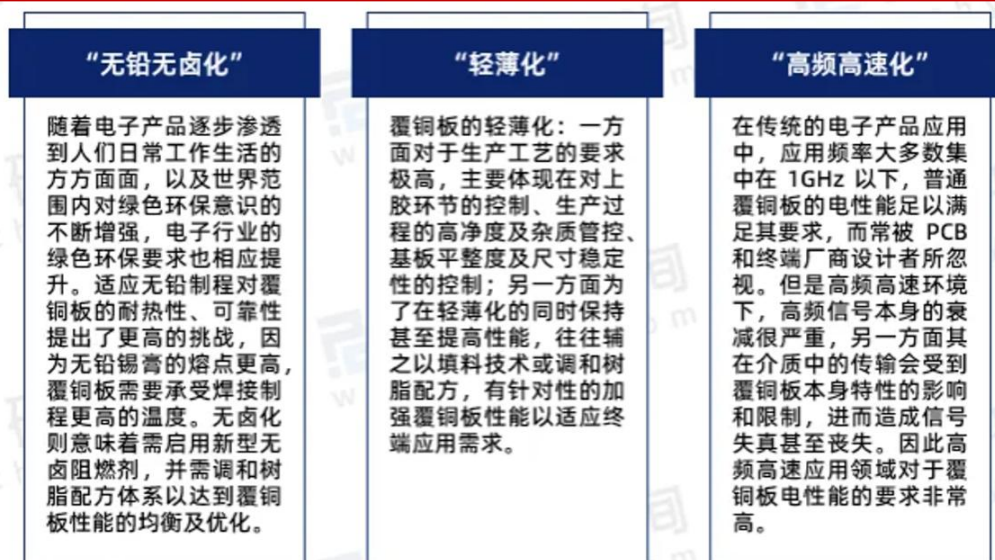 “无铅无卤化”
随着电子产品逐步渗透
到人们日常工作生活的
方方面面，以及世界范
围内对绿色环保意识的
不断增强，电子行业的
绿色环保要求也相应提
升。适应无铅制程对覆
铜板的耐热性、可靠性
提出了更高的挑战，因
为无铅锡膏的熔点更高，
覆铜板需要承受焊接制
程更高的温度。无卤化
则意味着需启用新型无
卤阻燃剂，并需调和树
脂配方体系以达到覆铜
板性能的均衡及优化。
“轻薄化”
覆铜板的轻薄化：一方
面对于生产工艺的要求
极高，主要体现在对上
胶环节的控制、生产过
程的高净度及杂质管控、
基板平整度及尺寸稳定
性的控制；另一方面为
了在轻薄化的同时保持
甚至提高性能，往往辅
之以填料技术或调和树
脂配方，有针对性的加
强覆铜板性能以适应终
端应用需求。
“高频高速化”
在传统的电子产品应用
中，应用频率大多数集
中在 1GHz 以下，普通
覆铜板的电性能足以满
足其要求，而常被 PCB
和终端厂商设计者所忽
视。但是高频高速环境
下，高频信号本身的衰
减很严重，另一方面其
在介质中的传输会受到
覆铜板本身特性的影响
和限制，进而造成信号
失真甚至丧失。因此高
频高速应用领域对于覆
铜板电性能的要求非常
高。